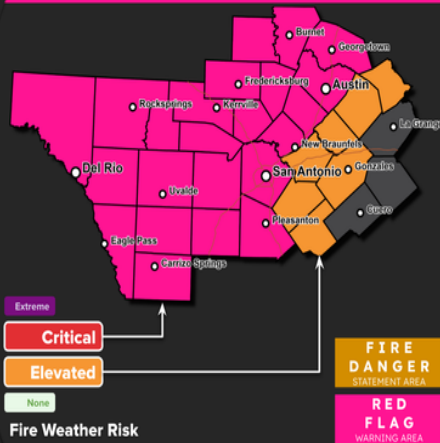 Burnet
Georgetown
Fredericksburg
Austin
Rocksprings
Kerrville
La Grang
New Braunfels
Del Rio
San Antonio
Gonzales
Uvalde
Cuero
Pleasanton
Eagle Pass
Carrizo Springs
Extreme
Critical
Elevated
None
Fire Weather Risk
FIRE
DANGER
STATEMENT AREA
RED
FLAG
WARNING AREA